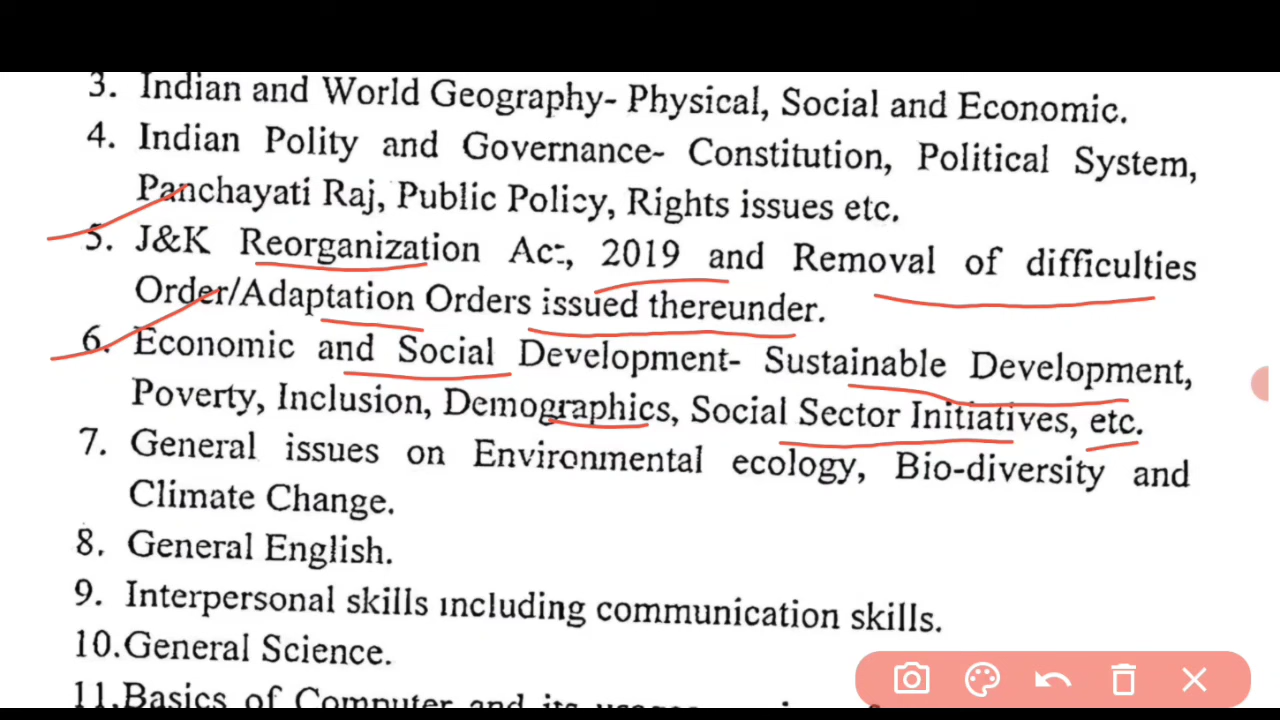 3. Indian and World Geography- Physical, Social and Economic.
4. Indian Polity and Governance- Constitution, Political System,
Panchayati Raj, Public Policy, Rights issues etc.
5. J&K Reorganization Act, 2019 and Removal of difficulties
Order/Adaptation Orders issued thereunder.
6. Economic and Social Development- Sustainable Development,
Poverty, Inclusion, Demographics, Social Sector Initiatives, etc.
7. General issues on Environmental ecology, Bio-diversity and
Climate Change.
8. General English.
9. Interpersonal skills including communication skills.
10.General Science.
11.Basics of Computer and its usages